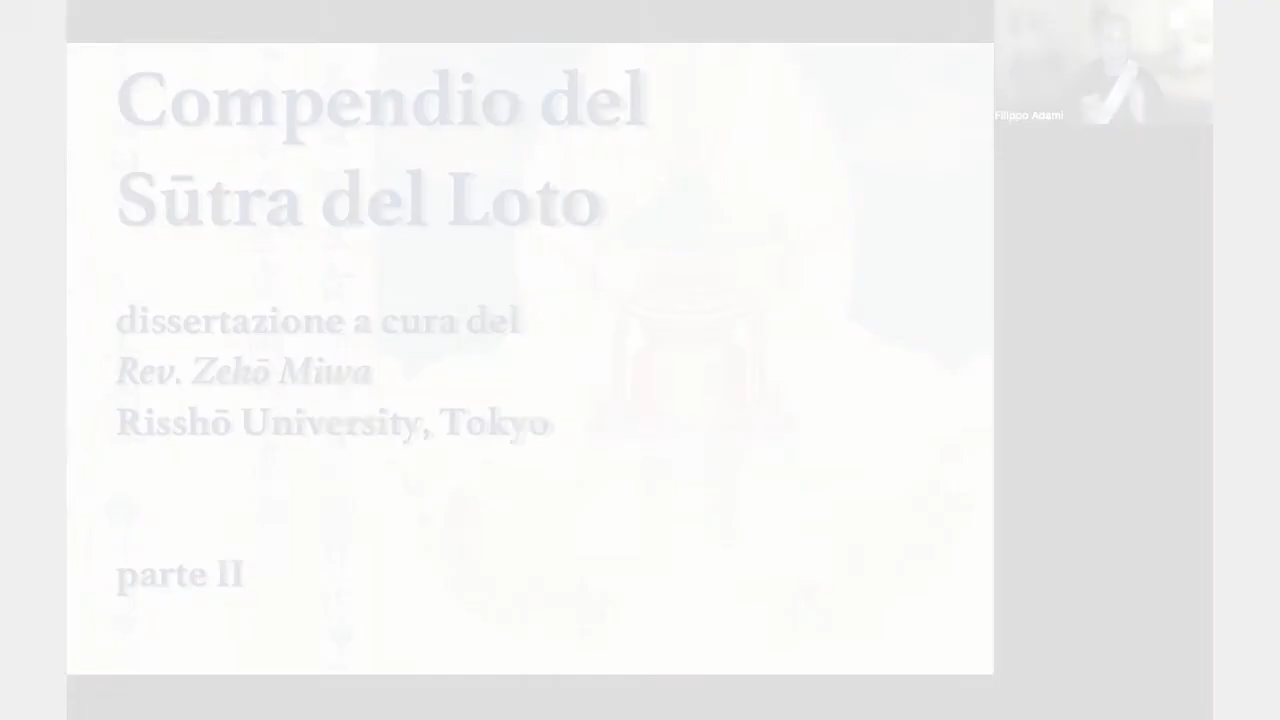 Compendio del
Sūtra del Loto
dissertazione a cura del
Rev. Zehō Miwa
Risshō University, Tokyo
parte II
Filippo Adami